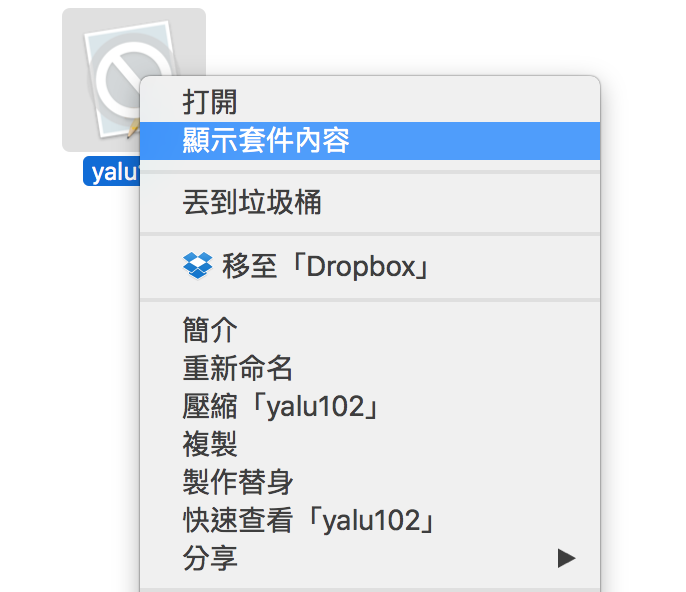 打開
顯示套件內容
yalu
丟到垃圾桶
移至「Dropbox」
簡介
重新命名
壓縮「yalu102」
複製
製作替身
快速查看「yalu102」
分享